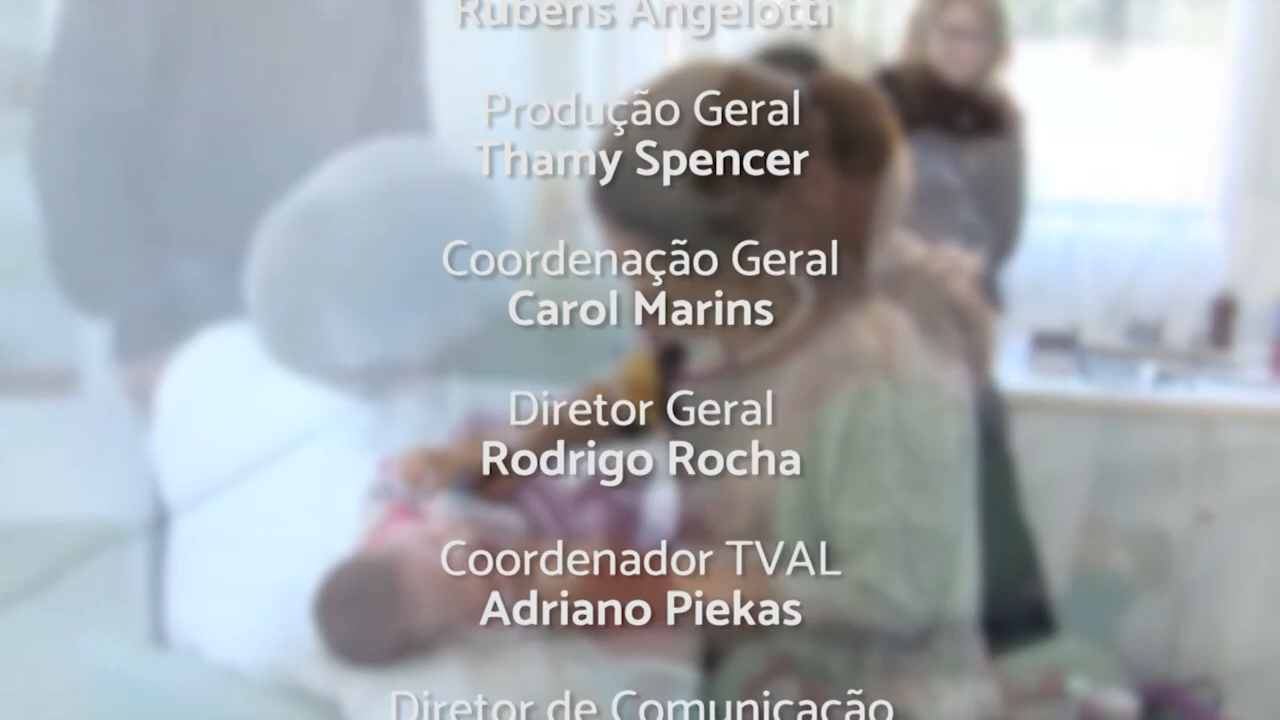 Rubens Angelotti
Produção Geral
Thamy Spencer
Coordenação Geral
Carol Marins
Diretor Geral
Rodrigo Rocha
Coordenador TVAL
Adriano Piekas
Diretor de Comunicação